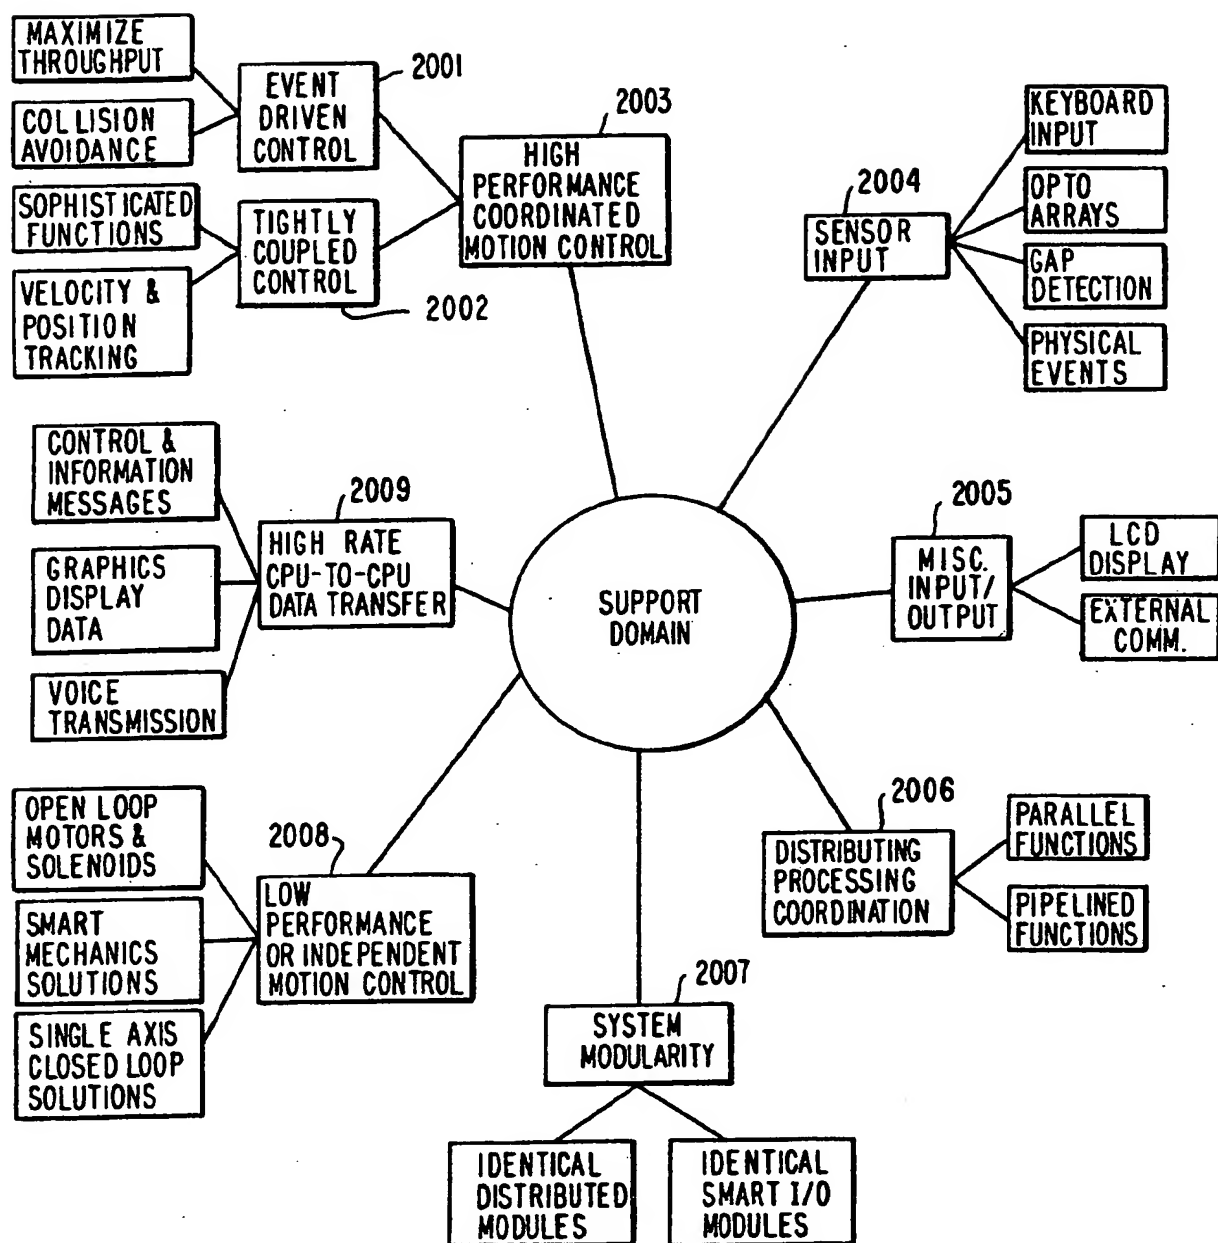 MAXIMIZE
THROUGHPUT
COLLISION
AVOIDANCE
SOPHISTICATED
FUNCTIONS
VELOCITY &
POSITION
TRACKING
EVENT
DRIVEN
CONTROL
2001
TIGHTLY
COUPLED
CONTROL
2002
2003
HIGH
PERFORMANCE
COORDINATED
MOTION CONTROL
2004
SENSOR
INPUT
KEYBOARD
INPUT
OPTO
ARRAYS
GAP
DETECTION
PHYSICAL
EVENTS
CONTROL &
INFORMATION
MESSAGES
GRAPHICS
DISPLAY
DATA
VOICE
TRANSMISSION
2009
HIGH RATE
CPU-TO-CPU
DATA TRANSFER
SUPPORT
DOMAIN
2005
MISC.
INPUT/
OUTPUT
LCD
DISPLAY
EXTERNAL
COMM.
OPEN LOOP
MOTORS &
SOLENOIDS
SMART
MECHANICS
SOLUTIONS
SINGLE AXIS
CLOSED LOOP
SOLUTIONS
2008
LOW
PERFORMANCE
OR INDEPENDENT
MOTION CONTROL
2006
DISTRIBUTING
PROCESSING
COORDINATION
PARALLEL
FUNCTIONS
PIPELINED
FUNCTIONS
2007
SYSTEM
MODULARITY
IDENTICAL
DISTRIBUTED
MODULES
IDENTICAL
SMART I/O
MODULES